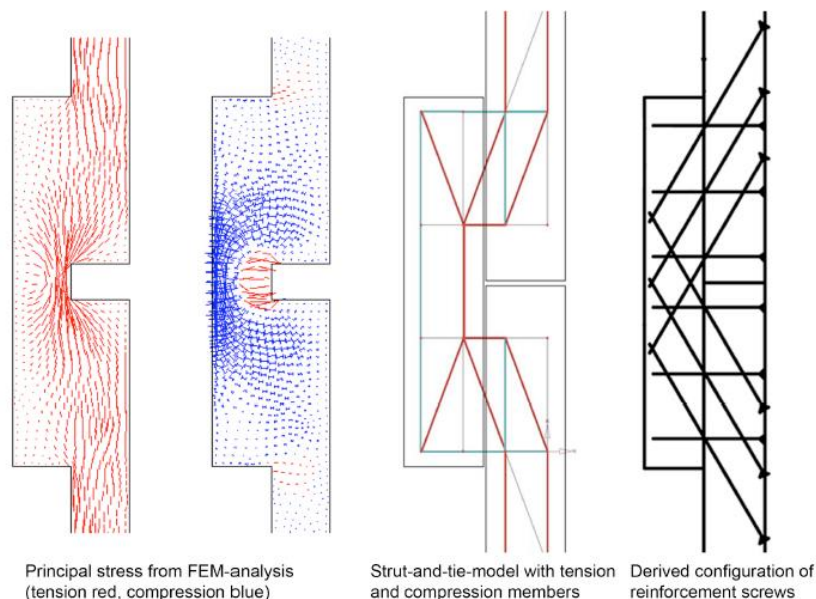 Principal stress from FEM-analysis
(tension red, compression blue)
Strut-and-tie-model with tension
and compression members
Derived configuration of
reinforcement screws